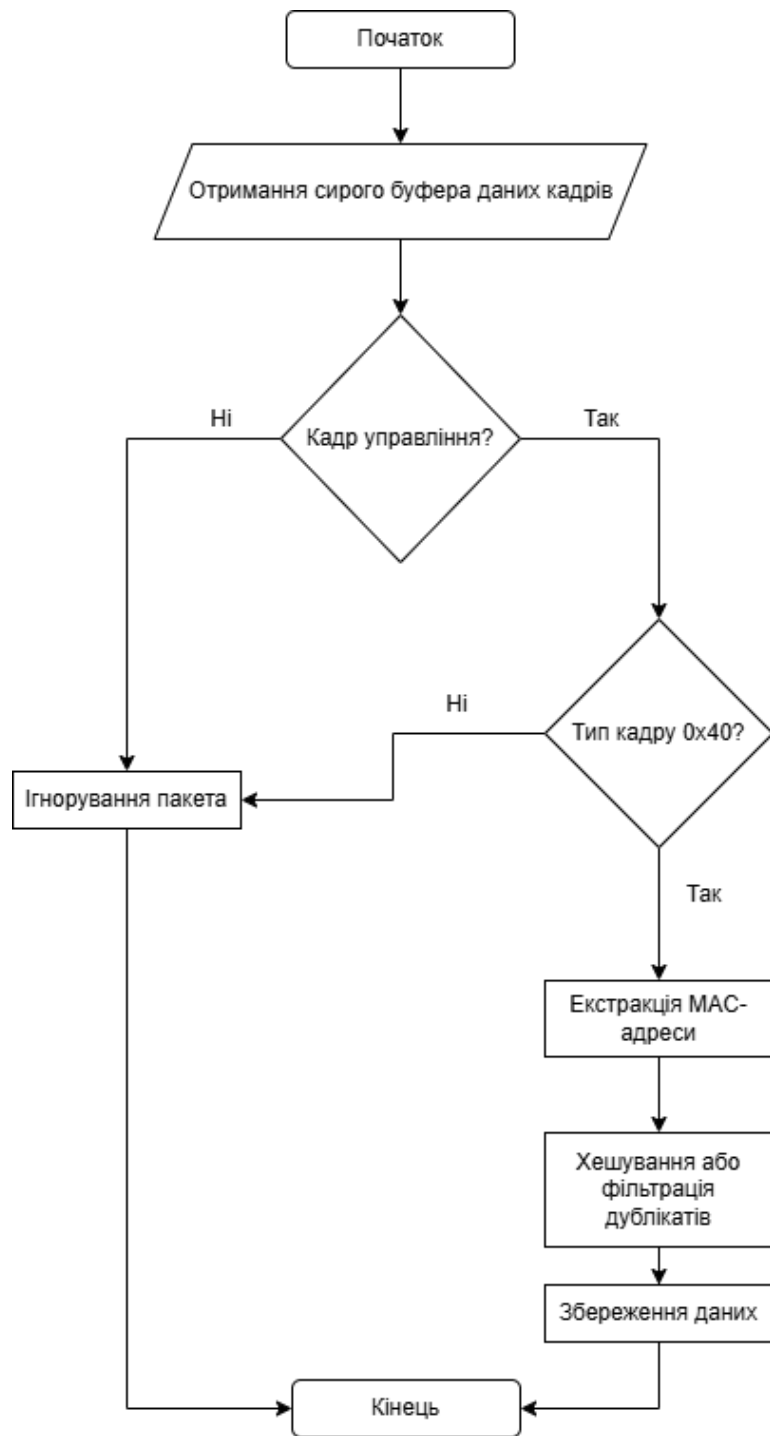 Початок
Отримання сирого буфера даних кадрів
Ні
Так
Кадр управління?
Ні
Тип кадру 0x40?
Ігнорування пакета
Так
Екстракція MAC-
адреси
Хешування або
фільтрація
дублікатів
Збереження даних
Кінець